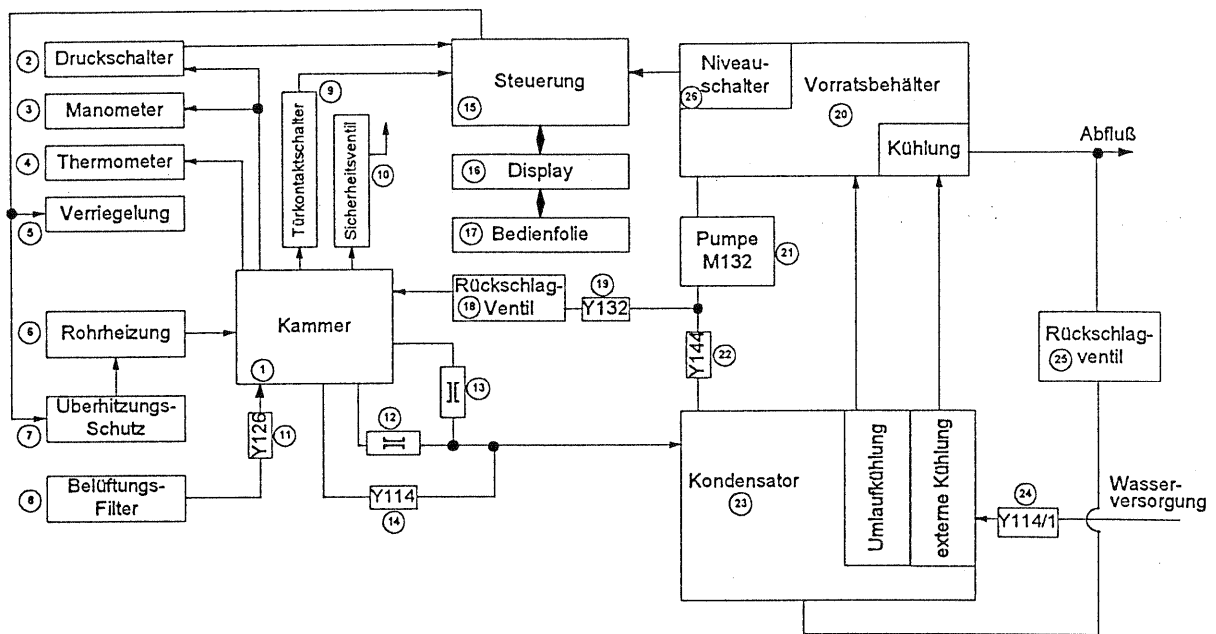 2
Druckschalter
3
Manometer
4
Thermometer
5
Verriegelung
6
Rohrheizung
7
Überhitzungs-
Schutz
8
Belüftungs-
Filter
9
Türkontaktschalter
Sicherheitsventil
10
Kammer
1
Y126
11
12
13
Y114
14
Steuerung
15
16
Display
17
Bedienfolie
Rückschlag-
18
Ventil
19
Y132
Niveau-
schalter
26
Vorratsbehälter
20
Kühlung
Abfluß
Pumpe
M132
21
Y144
22
Kondensator
23
Umlaufkühlung
externe Kühlung
24
Y114/1
Wasser-
versorgung
Rückschlag-
25
ventil